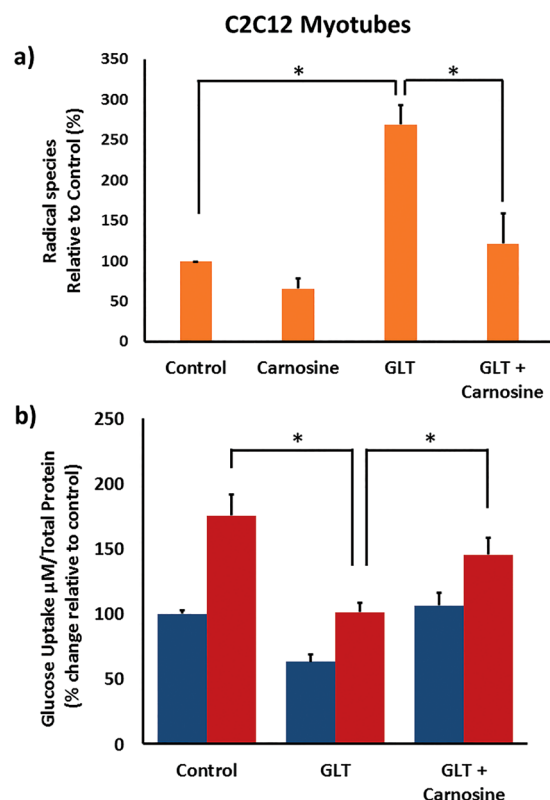 C2C12 Myotubes
a)
Radical species
Relative to Control (%)
350
300
250
200
150
100
50
0
*
*
Control
Carnosine
GLT
GLT +
Carnosine
b)
Glucose Uptake µM/Total Protein
(% change relative to control)
250
200
150
100
50
0
*
*
Control
GLT
GLT +
Carnosine